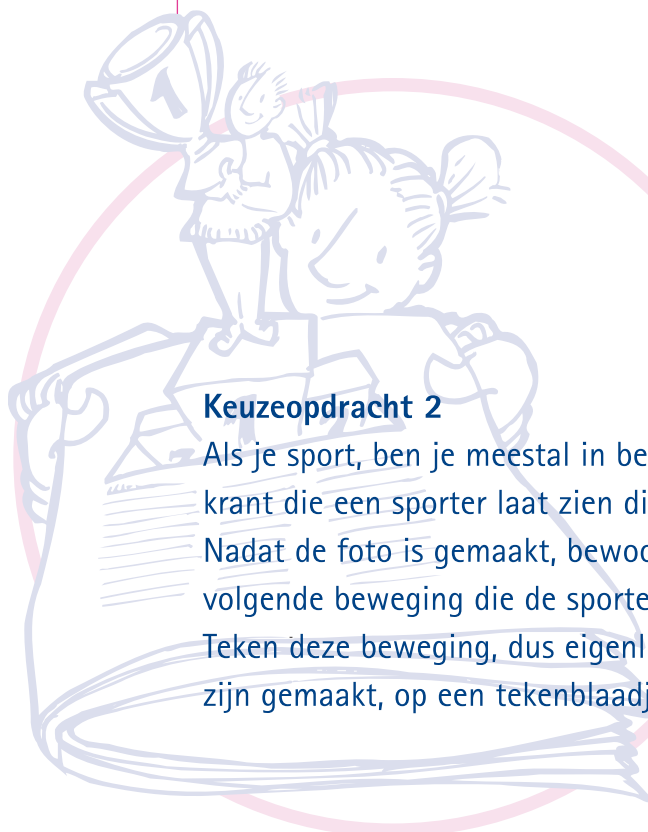 1
Keuzeopdracht 2
Als je sport, ben je meestal in be
krant die een sporter laat zien di
Nadat de foto is gemaakt, bewoo
volgende beweging die de sporte
Teken deze beweging, dus eigenl
zijn gemaakt, op een tekenblaadj